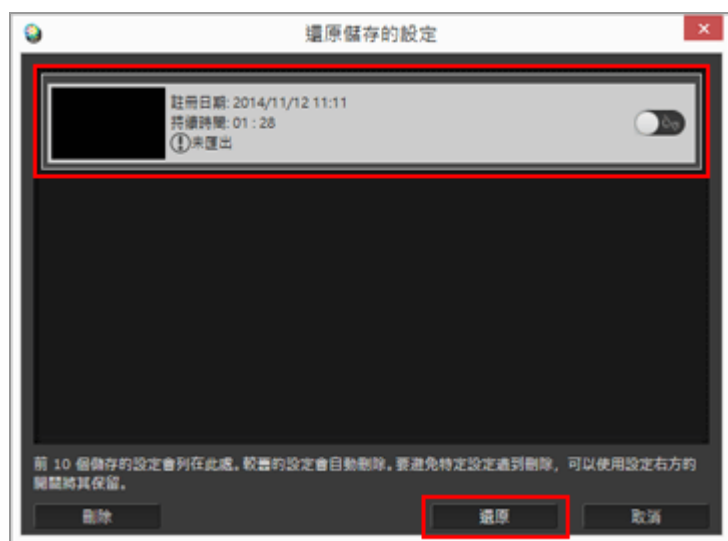 還原儲存的設定
註冊日期: 2014/11/12 11:11
持續時間: 01 : 28
未匯出
前 10 個儲存的設定會列在此處。較舊的設定會自動刪除。要避免特定設定遭到刪除, 可以使用設定右方的
開關將其保留。
刪除
還原
取消